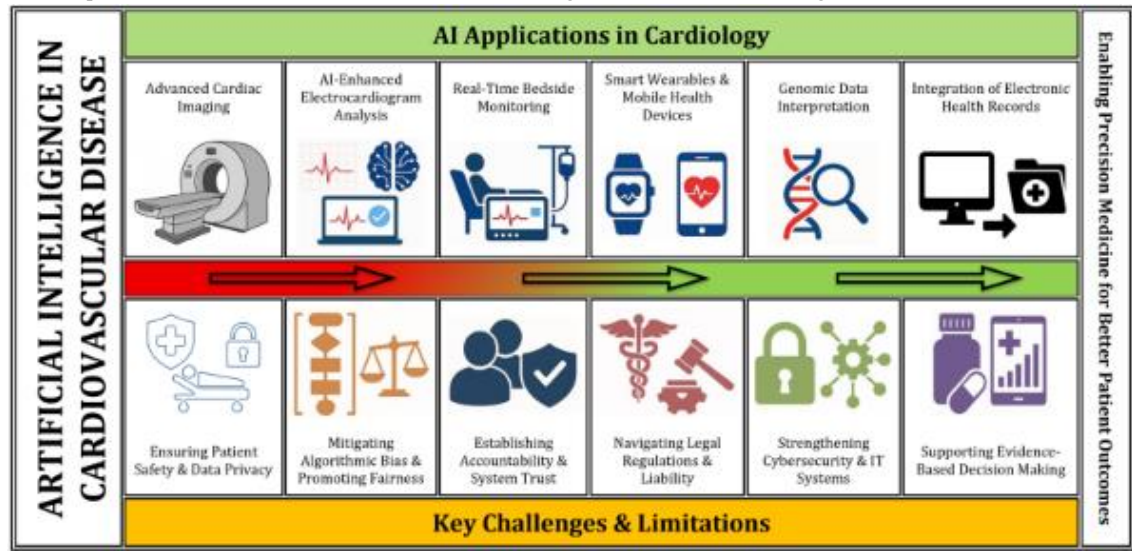 ARTIFICIAL INTELLIGENCE IN
CARDIOVASCULAR DISEASE
AI Applications in Cardiology
Advanced Cardiac
Imaging
AI-Enhanced
Electrocardiogram
Analysis
Real-Time Bedside
Monitoring
Smart Wearables &
Mobile Health
Devices
Genomic Data
Interpretation
Integration of Electronic
Health Records
Ensuring Patient
Safety & Data Privacy
Mitigating
Algorithmic Bias &
Promoting Fairness
Establishing
Accountability &
System Trust
Navigating Legal
Regulations &
Liability
Strengthening
Cybersecurity & IT
Systems
Supporting Evidence-
Based Decision Making
Key Challenges & Limitations
Enabling Precision Medicine for Better Patient Outcomes